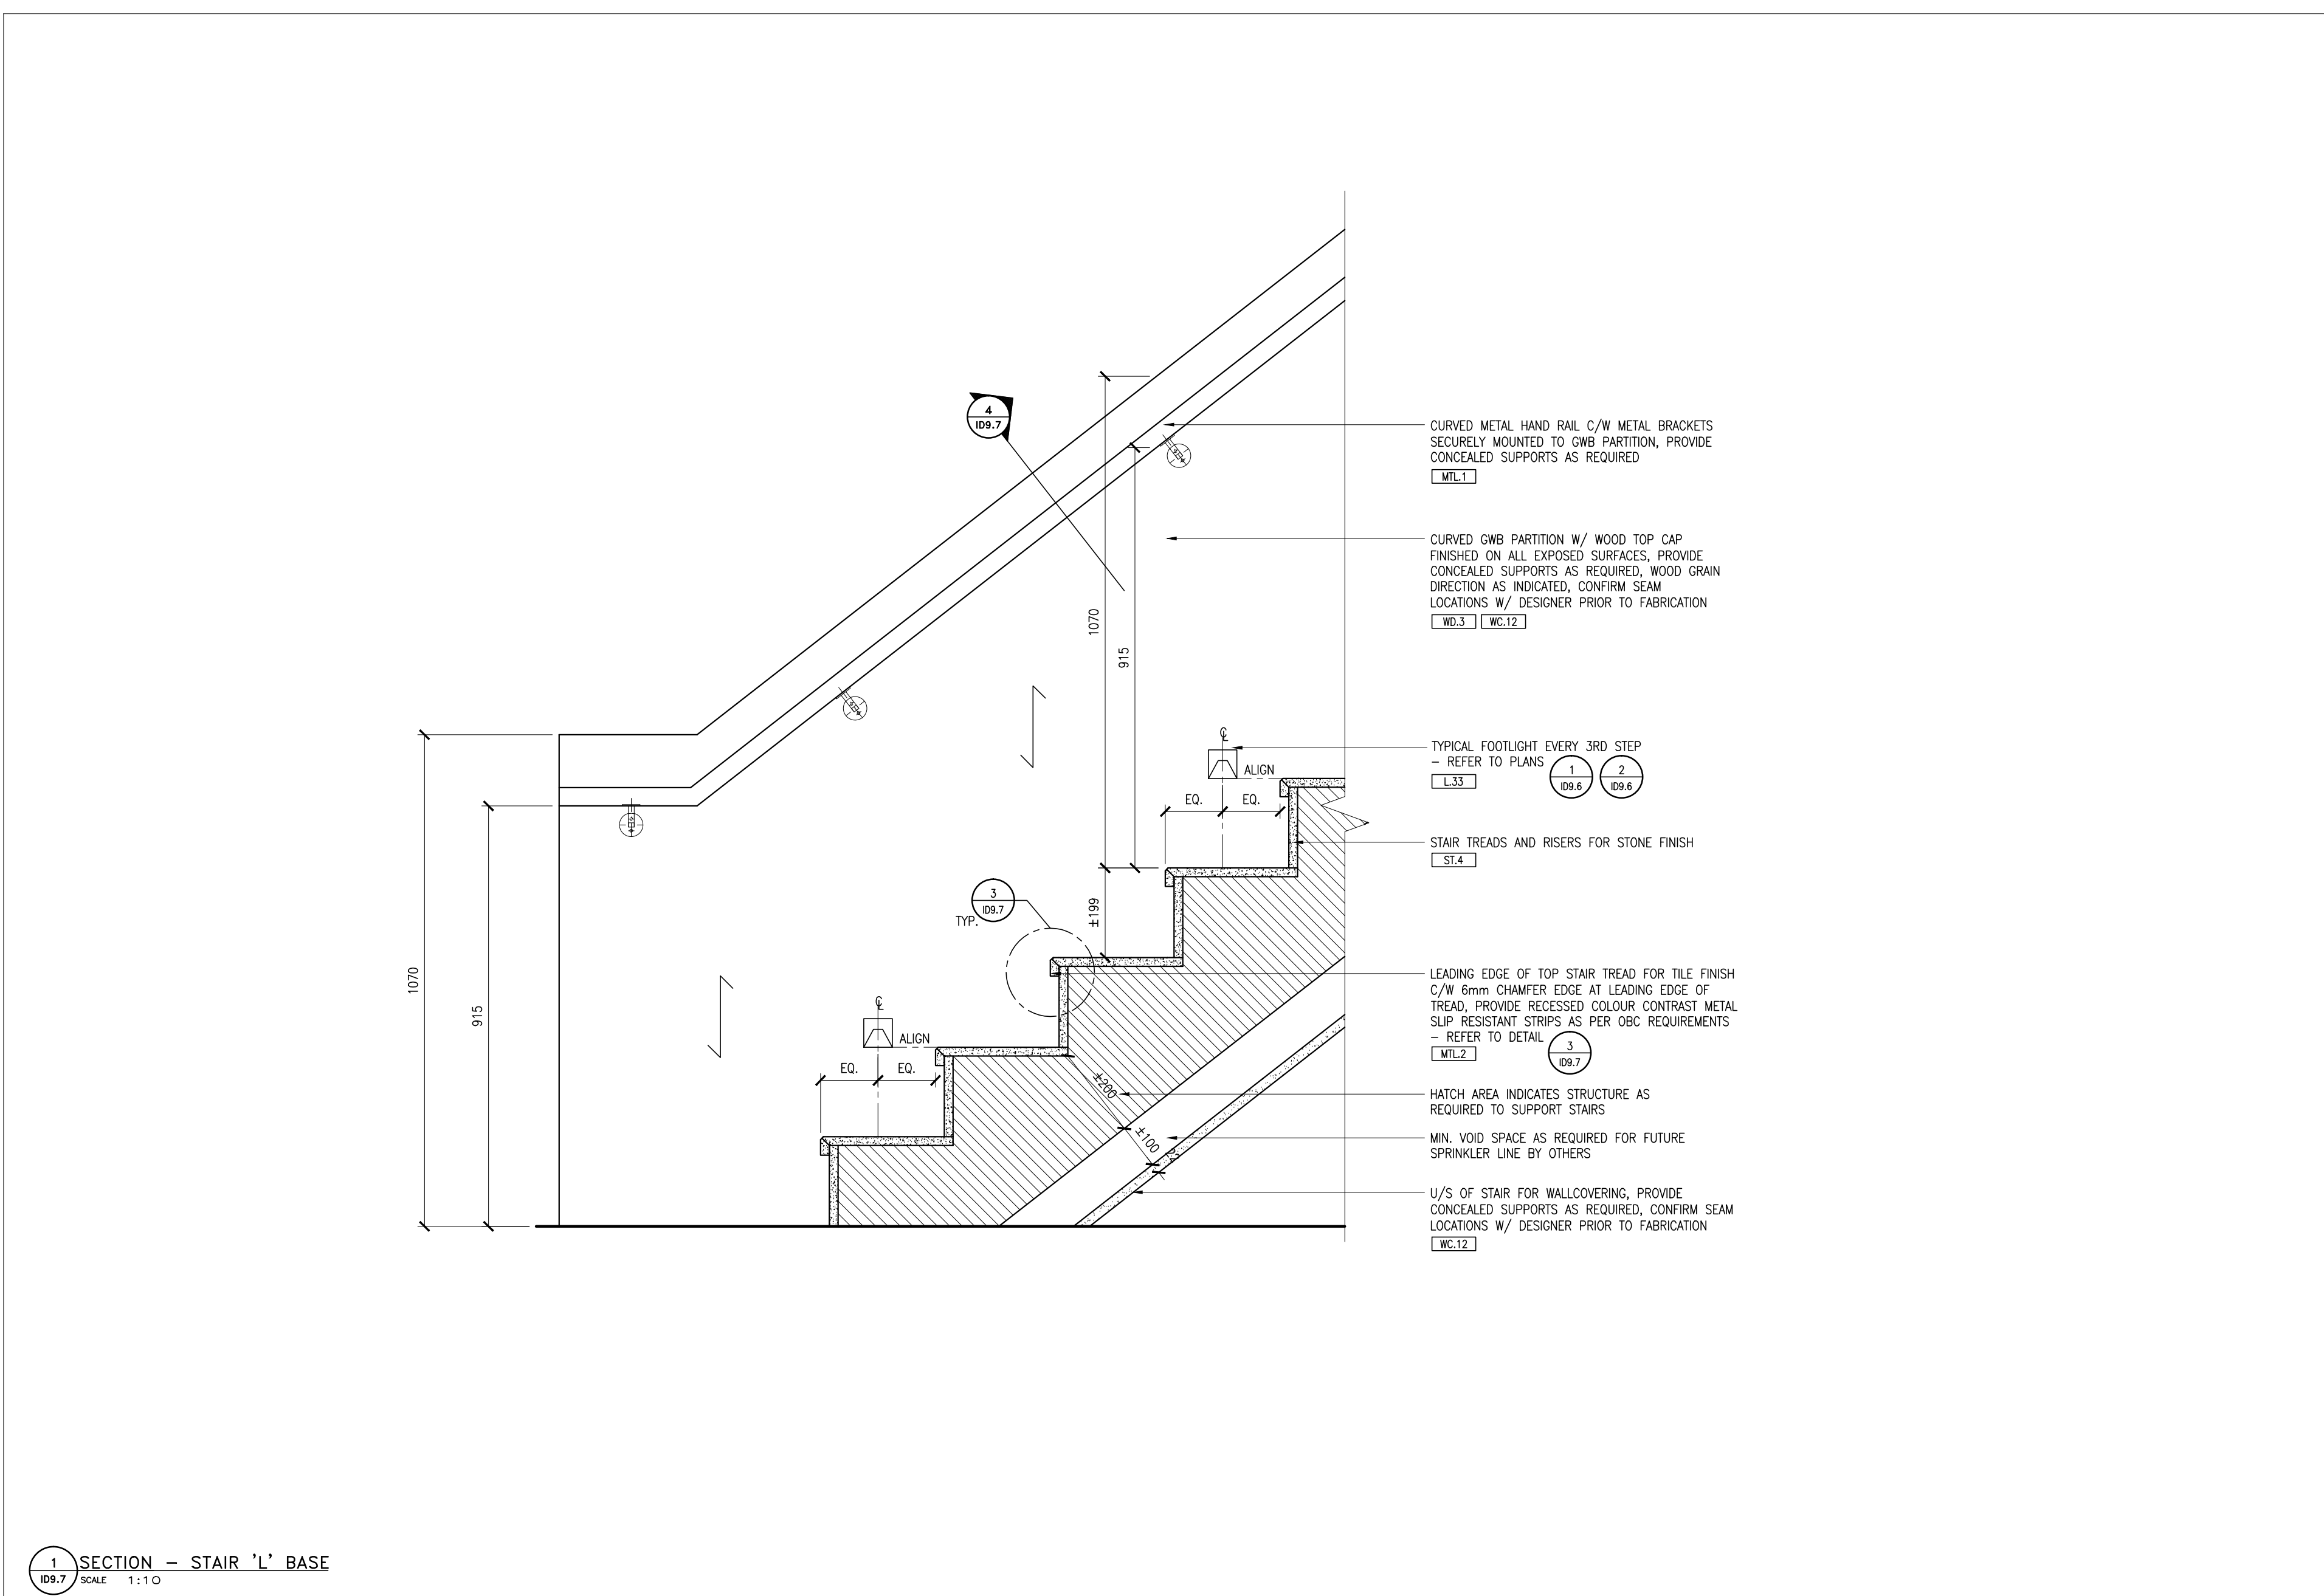 4
ID9.7
CURVED METAL HAND RAIL C/W METAL BRACKETS
SECURELY MOUNTED TO GWB PARTITION, PROVIDE
CONCEALED SUPPORTS AS REQUIRED
MTL.1
CURVED GWB PARTITION W/ WOOD TOP CAP
FINISHED ON ALL EXPOSED SURFACES, PROVIDE
CONCEALED SUPPORTS AS REQUIRED, WOOD GRAIN
DIRECTION AS INDICATED, CONFIRM SEAM
LOCATIONS W/ DESIGNER PRIOR TO FABRICATION
WD.3 WC.12
1070
915
TYPICAL FOOTLIGHT EVERY 3RD STEP
– REFER TO PLANS
L.33
1
ID9.6
2
ID9.6
℄
ALIGN
EQ. EQ.
STAIR TREADS AND RISERS FOR STONE FINISH
ST.4
3
ID9.7
TYP.
±199
LEADING EDGE OF TOP STAIR TREAD FOR TILE FINISH
C/W 6mm CHAMFER EDGE AT LEADING EDGE OF
TREAD, PROVIDE RECESSED COLOUR CONTRAST METAL
SLIP RESISTANT STRIPS AS PER OBC REQUIREMENTS
– REFER TO DETAIL
MTL.2
3
ID9.7
1070
915
℄
ALIGN
EQ. EQ.
±200
HATCH AREA INDICATES STRUCTURE AS
REQUIRED TO SUPPORT STAIRS
±100
22
MIN. VOID SPACE AS REQUIRED FOR FUTURE
SPRINKLER LINE BY OTHERS
U/S OF STAIR FOR WALLCOVERING, PROVIDE
CONCEALED SUPPORTS AS REQUIRED, CONFIRM SEAM
LOCATIONS W/ DESIGNER PRIOR TO FABRICATION
WC.12
1
ID9.7
SECTION – STAIR 'L' BASE
SCALE 1:10